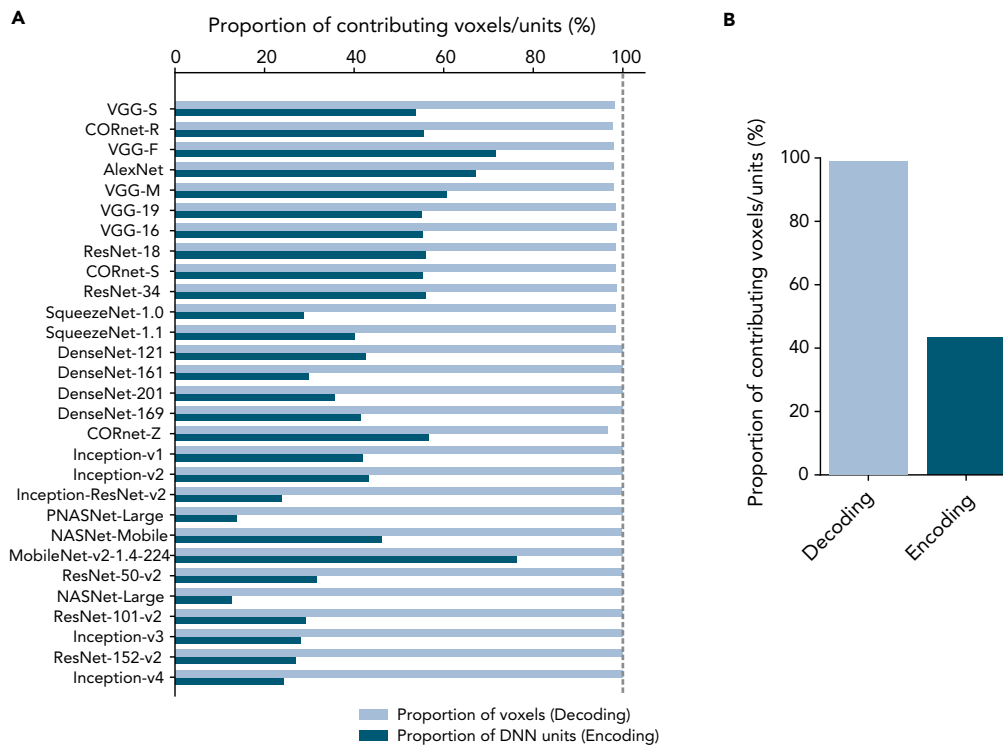 A
Proportion of contributing voxels/units (%)
0 20 40 60 80 100
VGG-S
CORnet-R
VGG-F
AlexNet
VGG-M
VGG-19
VGG-16
ResNet-18
CORnet-S
ResNet-34
SqueezeNet-1.0
SqueezeNet-1.1
DenseNet-121
DenseNet-161
DenseNet-201
DenseNet-169
CORnet-Z
Inception-v1
Inception-v2
Inception-ResNet-v2
PNASNet-Large
NASNet-Mobile
MobileNet-v2-1.4-224
ResNet-50-v2
NASNet-Large
ResNet-101-v2
Inception-v3
ResNet-152-v2
Inception-v4
Proportion of voxels (Decoding)
Proportion of DNN units (Encoding)
B
Proportion of contributing voxels/units (%)
100
80
60
40
20
0
Decoding
Encoding